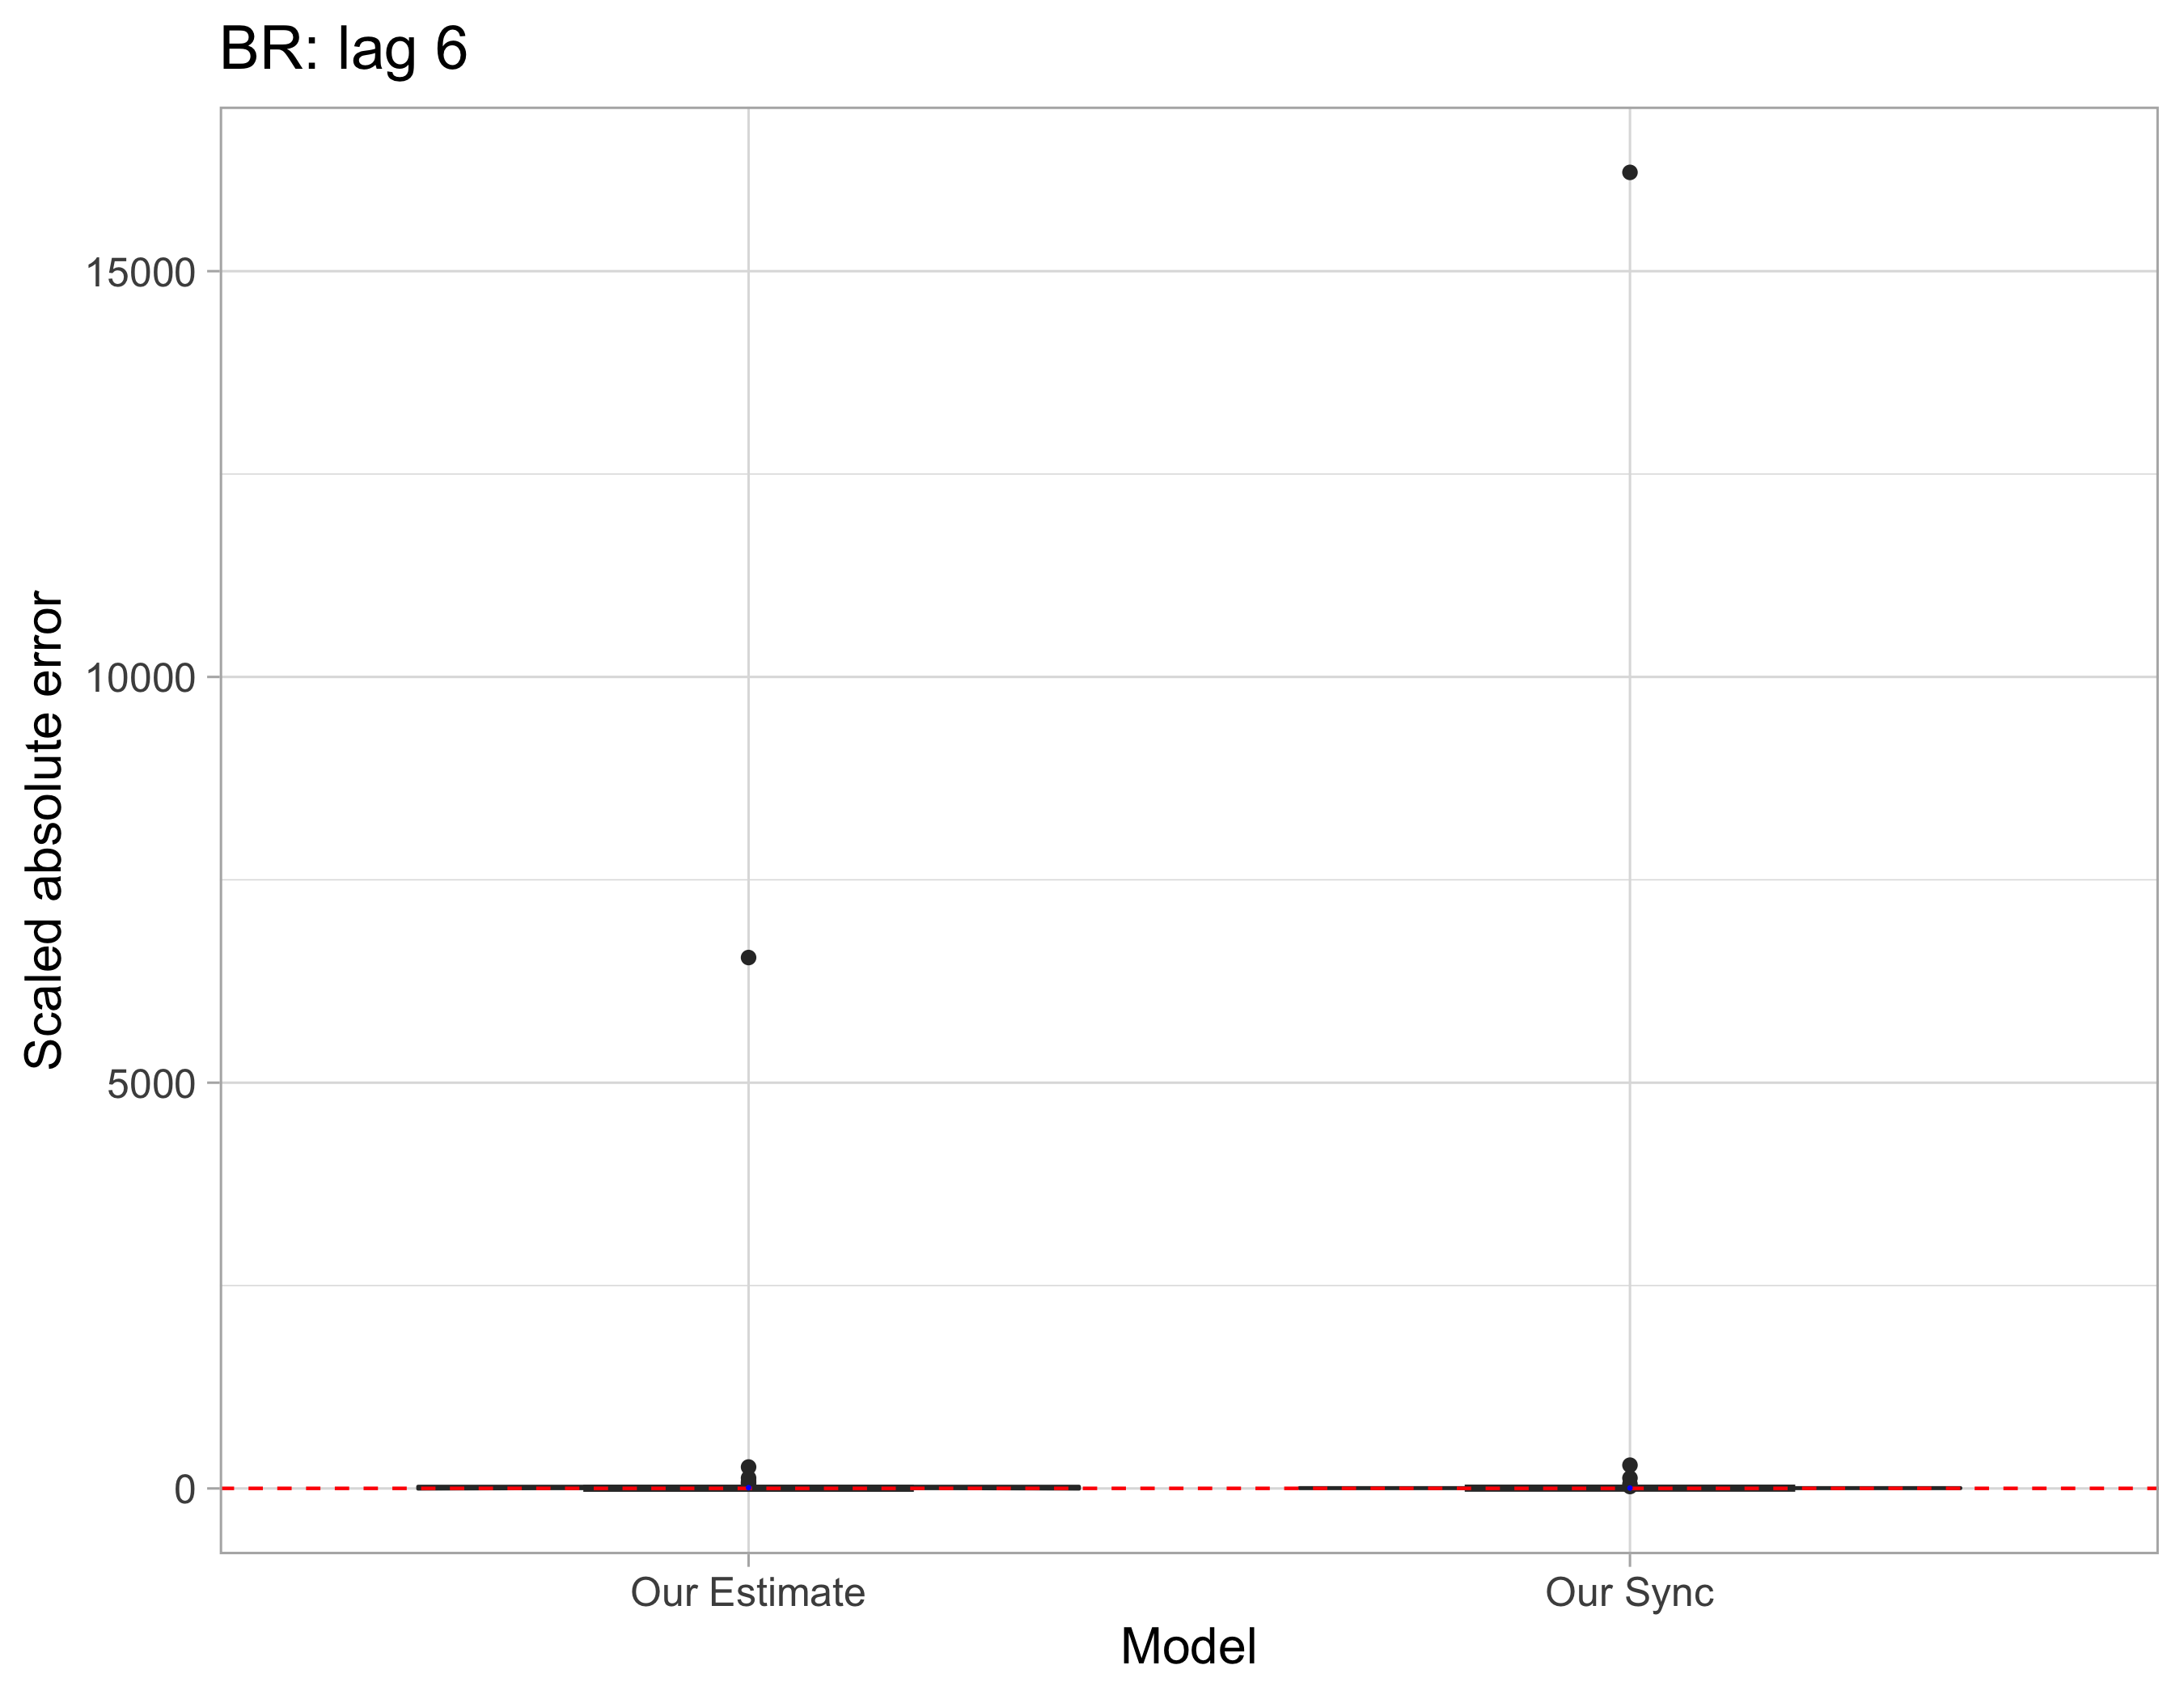 BR: lag 6
Scaled absolute error
15000
10000
5000
0
Our Estimate
Our Sync
Model